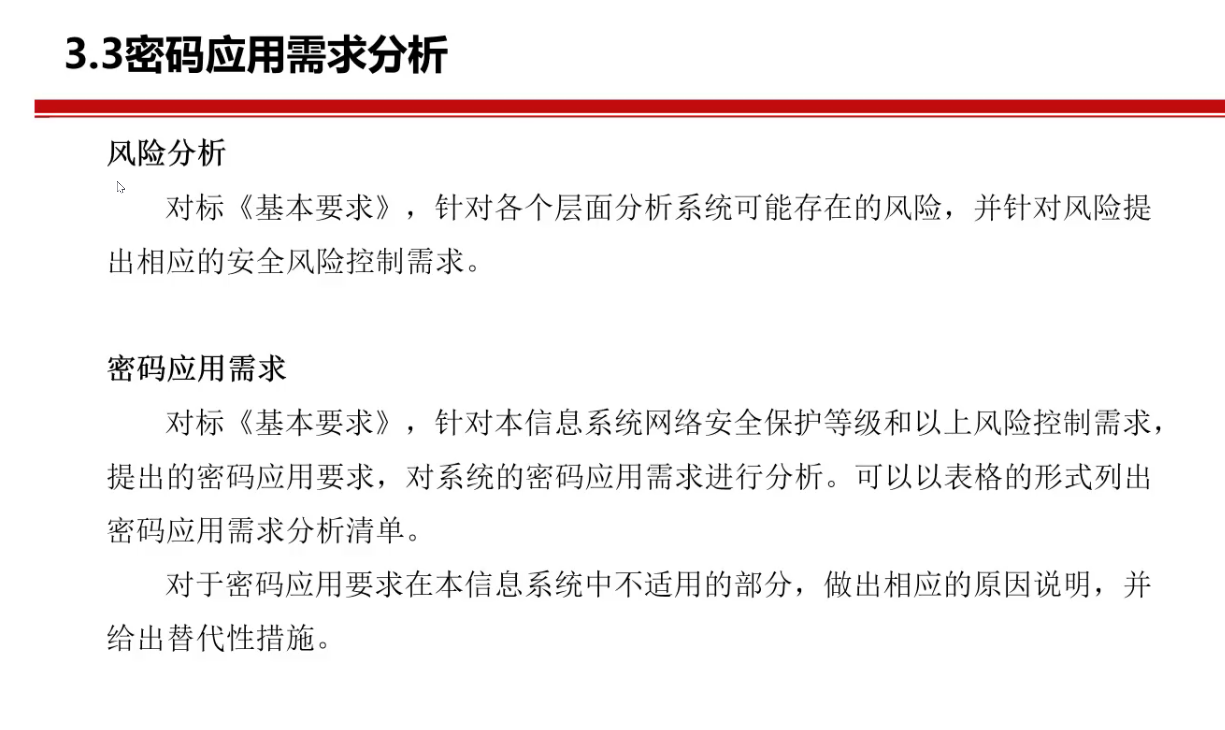 3.3密码应用需求分析
风险分析
对标《基本要求》，针对各个层面分析系统可能存在的风险，并针对风险提
出相应的安全风险控制需求。
密码应用需求
对标《基本要求》，针对本信息系统网络安全保护等级和以上风险控制需求，
提出的密码应用要求，对系统的密码应用需求进行分析。可以以表格的形式列出
密码应用需求分析清单。
对于密码应用要求在本信息系统中不适用的部分，做出相应的原因说明，并
给出替代性措施。